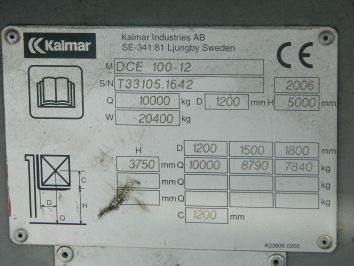 Kalmar
Kalmar Industries AB
SE-341 81 Ljungby Sweden
CE
M DCE 100-12
S/N T33105.1642 2006
Q 10000 kg D 1200 mm H 5000 mm
W 20400 kg
D 1200 1500 1800 mm
H 3750 mm Q 10000 8790 7840 kg
mm Q kg
mm Q kg
C 1200 mm
C
D
H
Q
A33806.0200